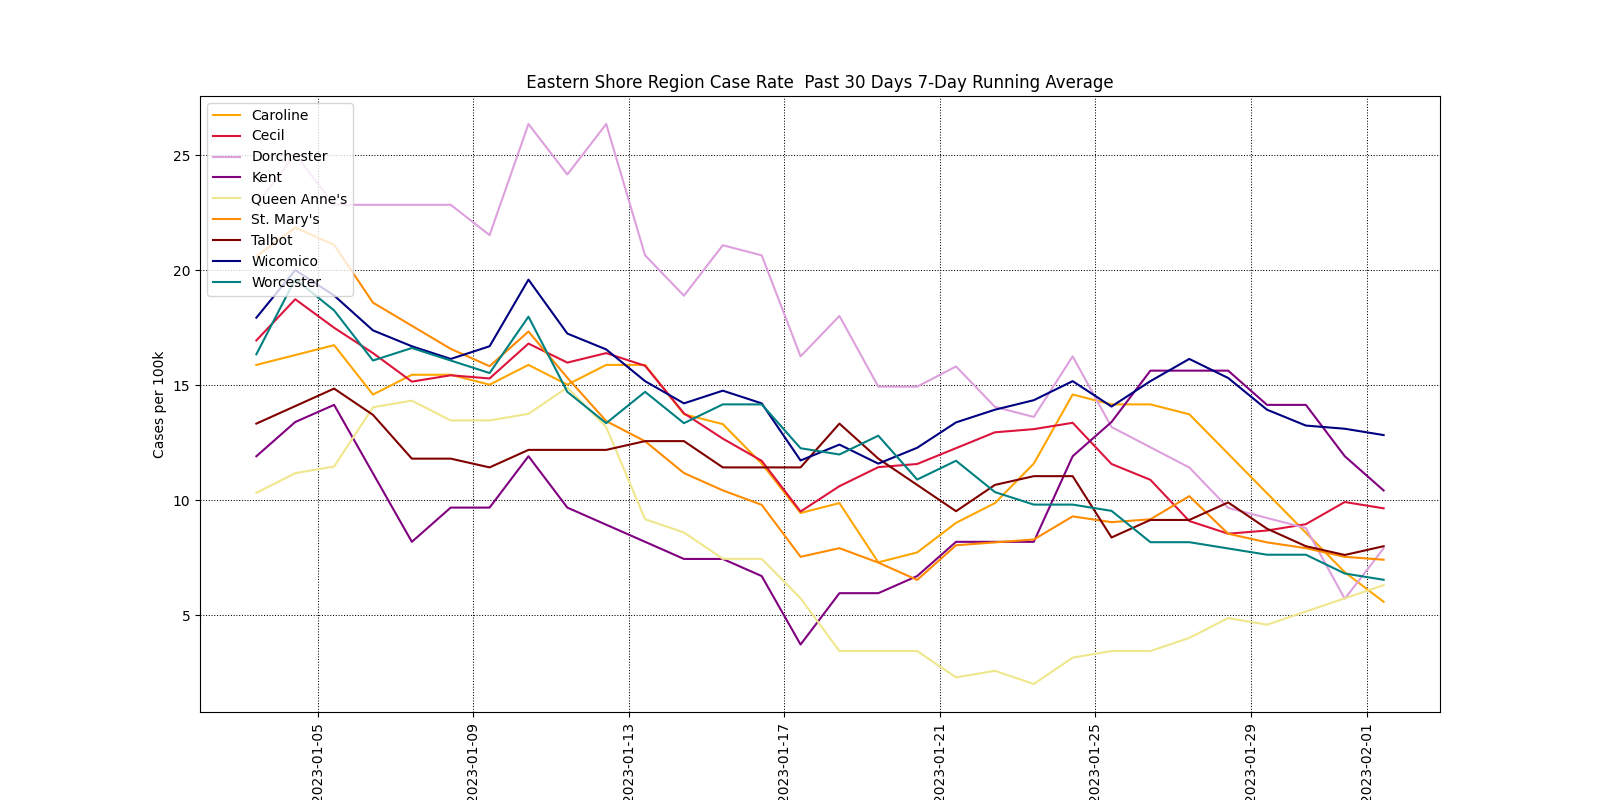 Eastern Shore Region Case Rate  Past 30 Days 7-Day Running Average
Caroline
Cecil
Dorchester
Kent
Queen Anne's
St. Mary's
Talbot
Wicomico
Worcester
Cases per 100k
25
20
15
10
5
2023-01-05
2023-01-09
2023-01-13
2023-01-17
2023-01-21
2023-01-25
2023-01-29
2023-02-01